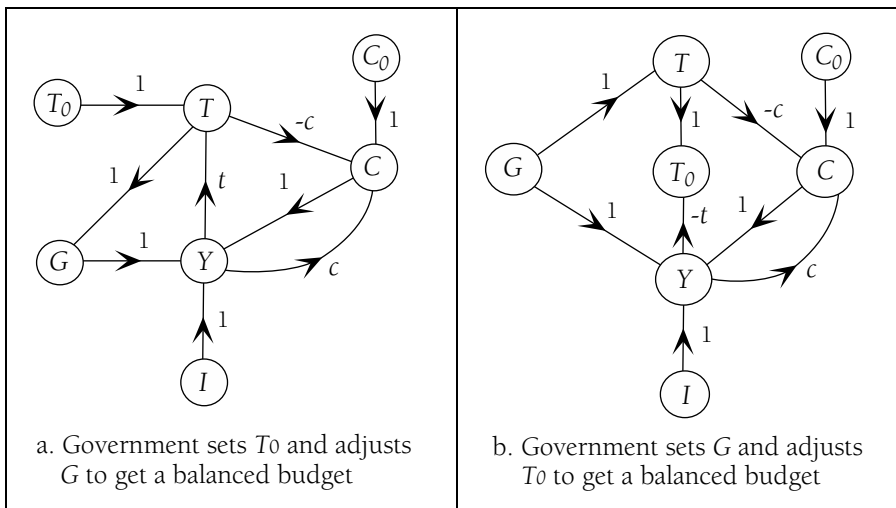 C0
1
T0
T
-c
1
1
t
1
C
1
G
Y
c
1
I
a. Government sets T0 and adjusts
G to get a balanced budget
T
C0
1
-c
1
1
G
T0
C
1
-t
1
Y
c
1
I
b. Government sets G and adjusts
T0 to get a balanced budget